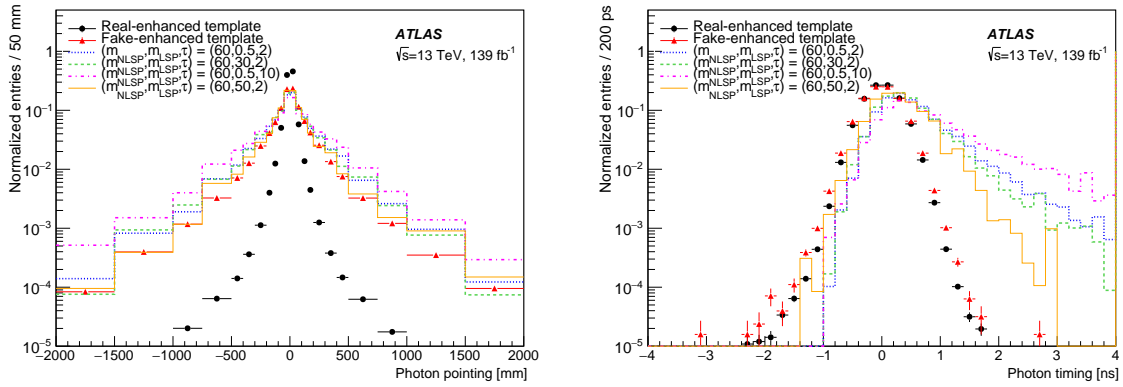 Normalized entries / 50 mm
1
10⁻¹
10⁻²
10⁻³
10⁻⁴
10⁻⁵
Real-enhanced template
Fake-enhanced template
(m_NLSP,m_LSP,τ) = (60,0.5,2)
(m_NLSP,m_LSP,τ) = (60,30,2)
(m_NLSP,m_LSP,τ) = (60,0.5,10)
(m_NLSP,m_LSP,τ) = (60,50,2)
ATLAS
√s=13 TeV, 139 fb⁻¹
−2000 −1500 −1000 −500 0 500 1000 1500 2000
Photon pointing [mm]
Normalized entries / 200 ps
1
10⁻¹
10⁻²
10⁻³
10⁻⁴
10⁻⁵
Real-enhanced template
Fake-enhanced template
(m_NLSP,m_LSP,τ) = (60,0.5,2)
(m_NLSP,m_LSP,τ) = (60,30,2)
(m_NLSP,m_LSP,τ) = (60,0.5,10)
(m_NLSP,m_LSP,τ) = (60,50,2)
ATLAS
√s=13 TeV, 139 fb⁻¹
−4 −3 −2 −1 0 1 2 3 4
Photon timing [ns]